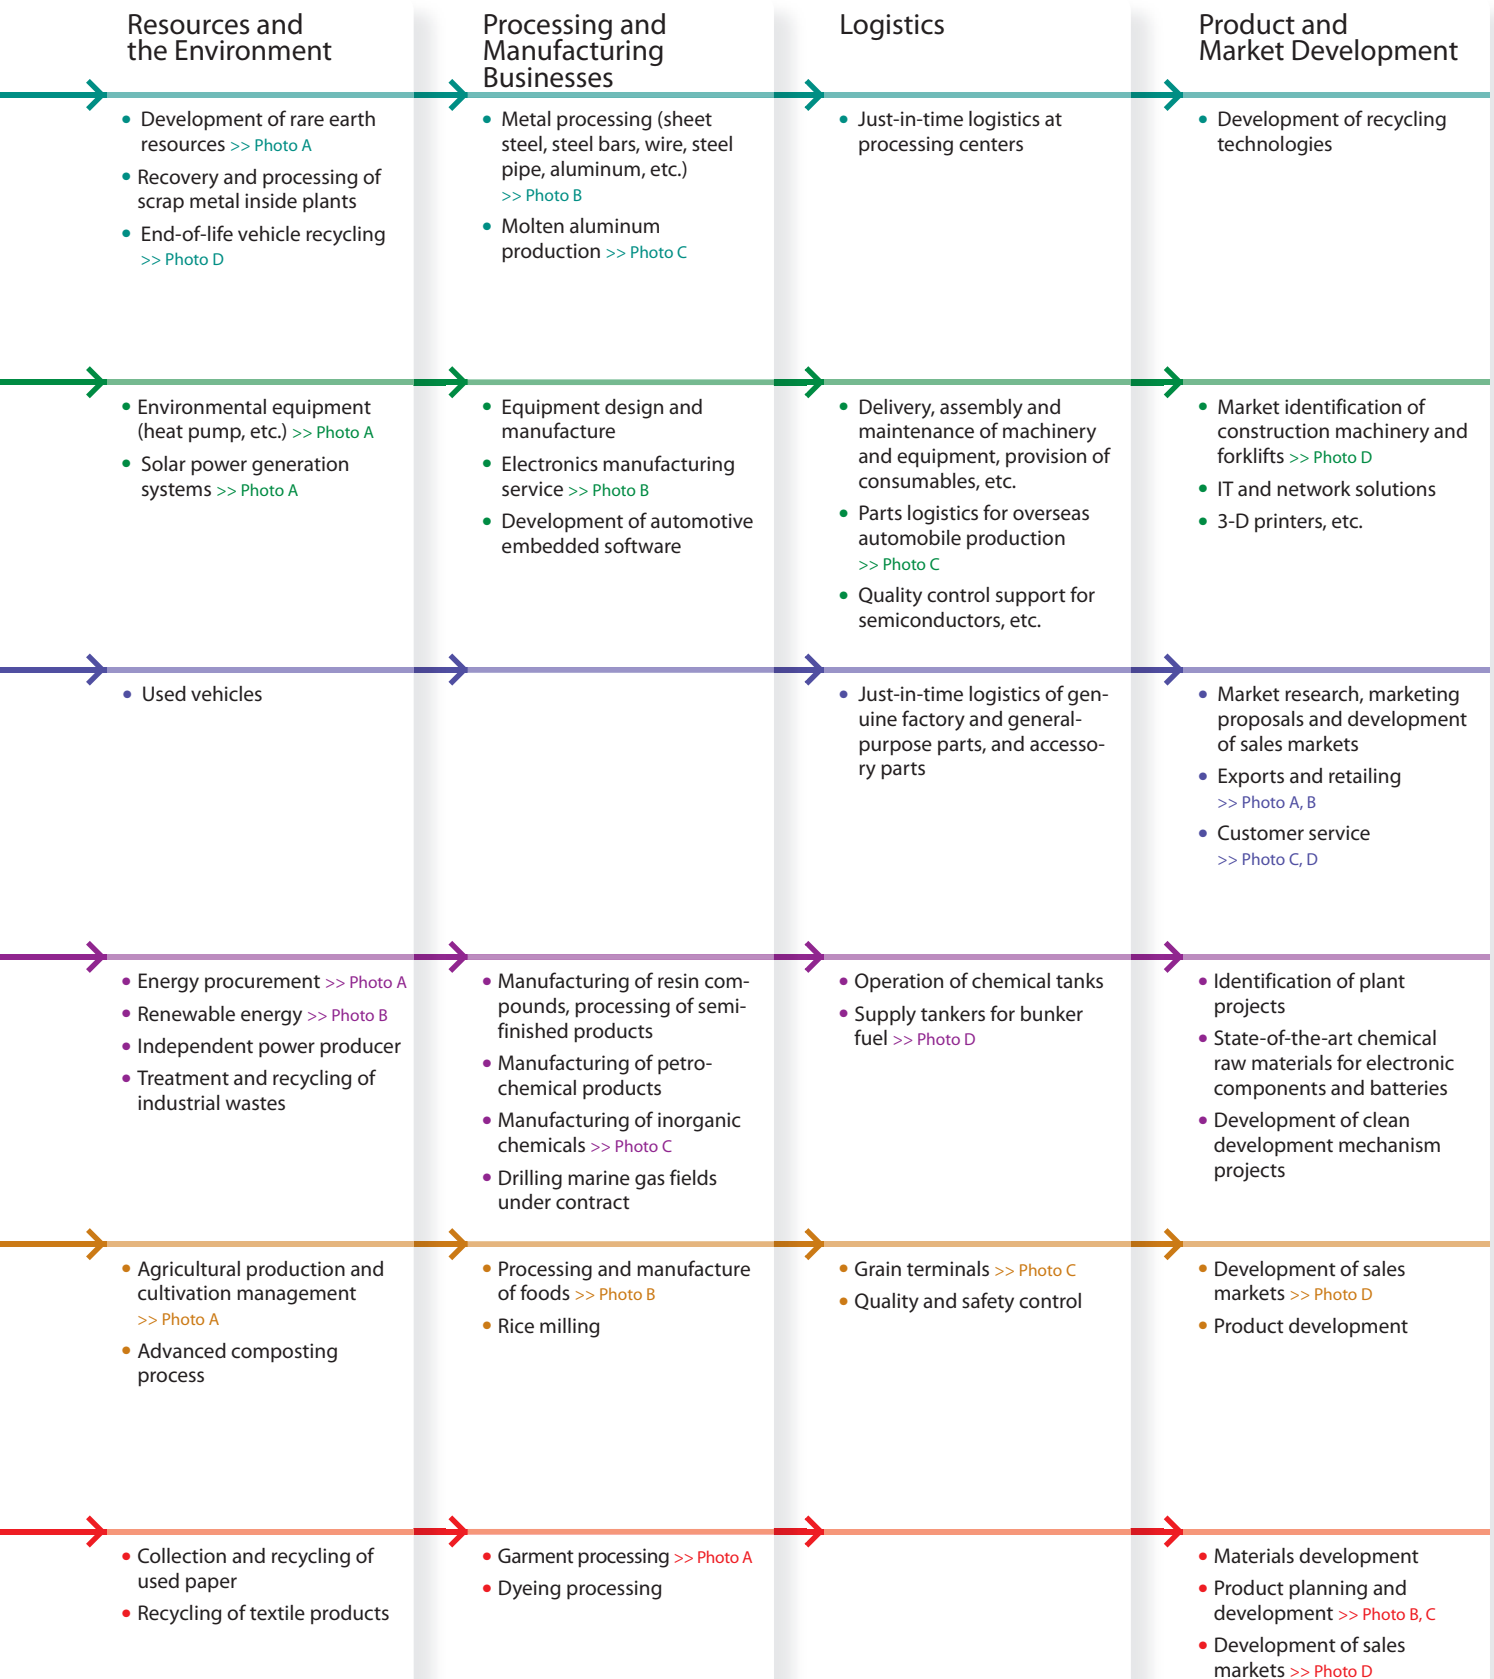 Resources and
the Environment
Processing and
Manufacturing
Businesses
Logistics
Product and
Market Development
• Development of rare earth
resources >> Photo A
• Recovery and processing of
scrap metal inside plants
• End-of-life vehicle recycling
>> Photo D
• Metal processing (sheet
steel, steel bars, wire, steel
pipe, aluminum, etc.)
>> Photo B
• Molten aluminum
production >> Photo C
• Just-in-time logistics at
processing centers
• Development of recycling
technologies
• Environmental equipment
(heat pump, etc.) >> Photo A
• Solar power generation
systems >> Photo A
• Equipment design and
manufacture
• Electronics manufacturing
service >> Photo B
• Development of automotive
embedded software
• Delivery, assembly and
maintenance of machinery
and equipment, provision of
consumables, etc.
• Parts logistics for overseas
automobile production
>> Photo C
• Quality control support for
semiconductors, etc.
• Market identification of
construction machinery and
forklifts >> Photo D
• IT and network solutions
• 3-D printers, etc.
• Used vehicles
• Just-in-time logistics of gen-
uine factory and general-
purpose parts, and accesso-
ry parts
• Market research, marketing
proposals and development
of sales markets
• Exports and retailing
>> Photo A, B
• Customer service
>> Photo C, D
• Energy procurement >> Photo A
• Renewable energy >> Photo B
• Independent power producer
• Treatment and recycling of
industrial wastes
• Manufacturing of resin com-
pounds, processing of semi-
finished products
• Manufacturing of petro-
chemical products
• Manufacturing of inorganic
chemicals >> Photo C
• Drilling marine gas fields
under contract
• Operation of chemical tanks
• Supply tankers for bunker
fuel >> Photo D
• Identification of plant
projects
• State-of-the-art chemical
raw materials for electronic
components and batteries
• Development of clean
development mechanism
projects
• Agricultural production and
cultivation management
>> Photo A
• Advanced composting
process
• Processing and manufacture
of foods >> Photo B
• Rice milling
• Grain terminals >> Photo C
• Quality and safety control
• Development of sales
markets >> Photo D
• Product development
• Collection and recycling of
used paper
• Recycling of textile products
• Garment processing >> Photo A
• Dyeing processing
• Materials development
• Product planning and
development >> Photo B, C
• Development of sales
markets >> Photo D